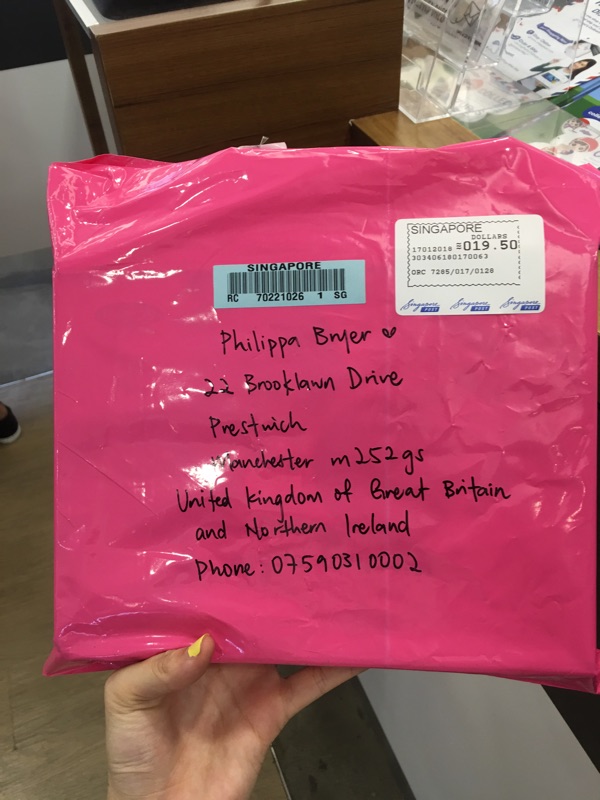 SINGAPORE
DOLLARS
17012018 019.50
303406180170063
ORC 7265/017/0128
Singapore POST Singapore POST Singapore POST
SINGAPORE
RC 70221026 1 SG
Philippa Bryer
22 Brooklawn Drive
Prestwich
Manchester m252gs
United Kingdom of Great Britain
and Northern Ireland
Phone: 07590310002